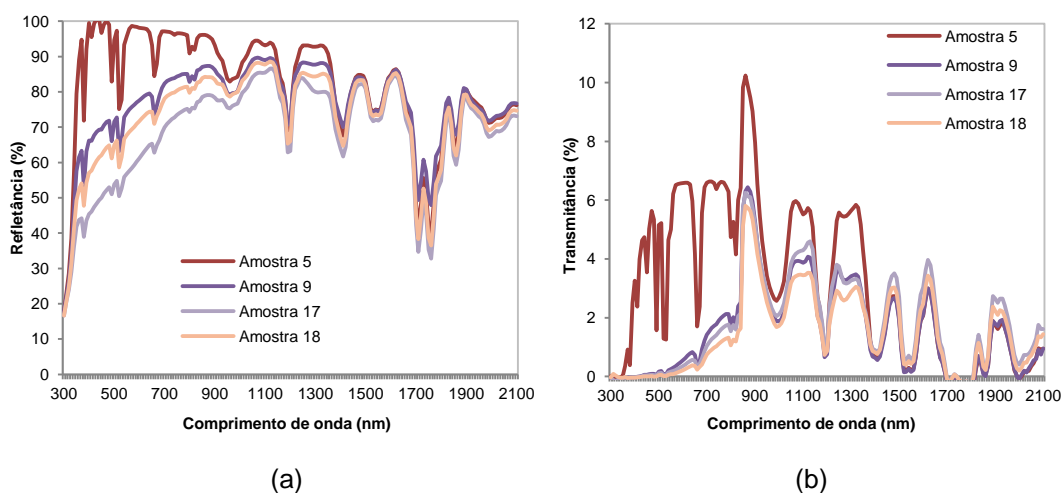 100
90
80
70
60
50
40
30
20
10
0
Refletância (%)
Amostra 5
Amostra 9
Amostra 17
Amostra 18
300 500 700 900 1100 1300 1500 1700 1900 2100
Comprimento de onda (nm)
(a)
12
10
8
6
4
2
0
Transmitância (%)
Amostra 5
Amostra 9
Amostra 17
Amostra 18
300 500 700 900 1100 1300 1500 1700 1900 2100
Comprimento de onda (nm)
(b)